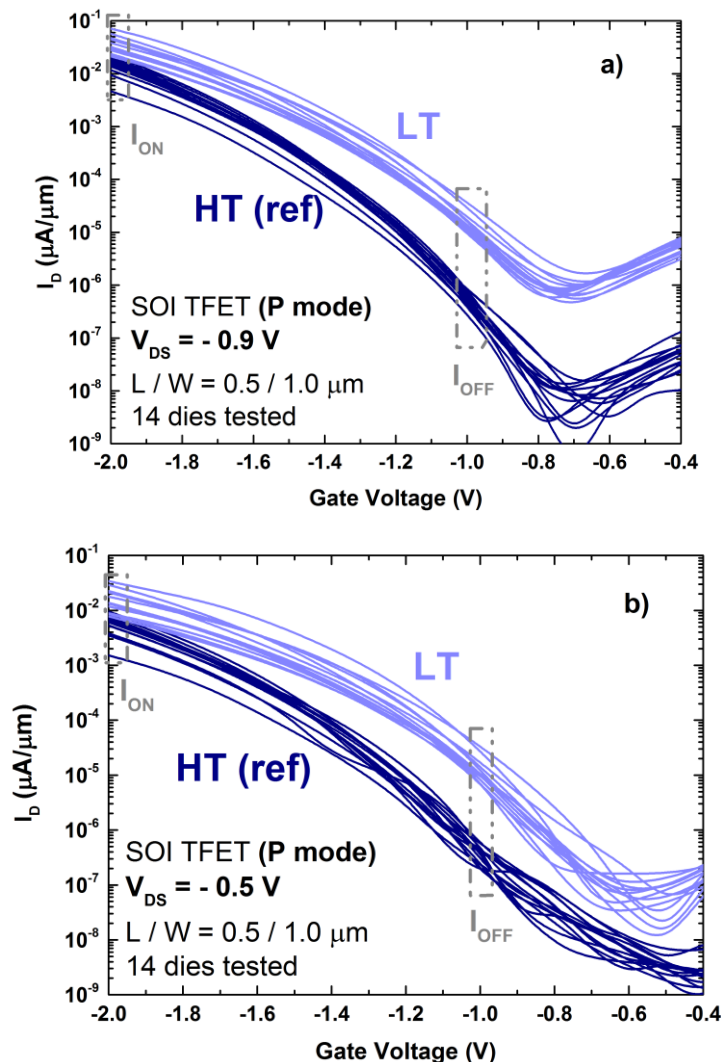 10⁻¹
10⁻²
10⁻³
10⁻⁴
10⁻⁵
10⁻⁶
10⁻⁷
10⁻⁸
10⁻⁹
I_D (µA/µm)
a)
LT
I_ON
HT (ref)
SOI TFET (P mode)
V_DS = - 0.9 V
I_OFF
L / W = 0.5 / 1.0 µm
14 dies tested
-2.0 -1.8 -1.6 -1.4 -1.2 -1.0 -0.8 -0.6 -0.4
Gate Voltage (V)
10⁻¹
10⁻²
10⁻³
10⁻⁴
10⁻⁵
10⁻⁶
10⁻⁷
10⁻⁸
10⁻⁹
I_D (µA/µm)
b)
LT
I_ON
HT (ref)
SOI TFET (P mode)
V_DS = - 0.5 V
I_OFF
L / W = 0.5 / 1.0 µm
14 dies tested
-2.0 -1.8 -1.6 -1.4 -1.2 -1.0 -0.8 -0.6 -0.4
Gate Voltage (V)